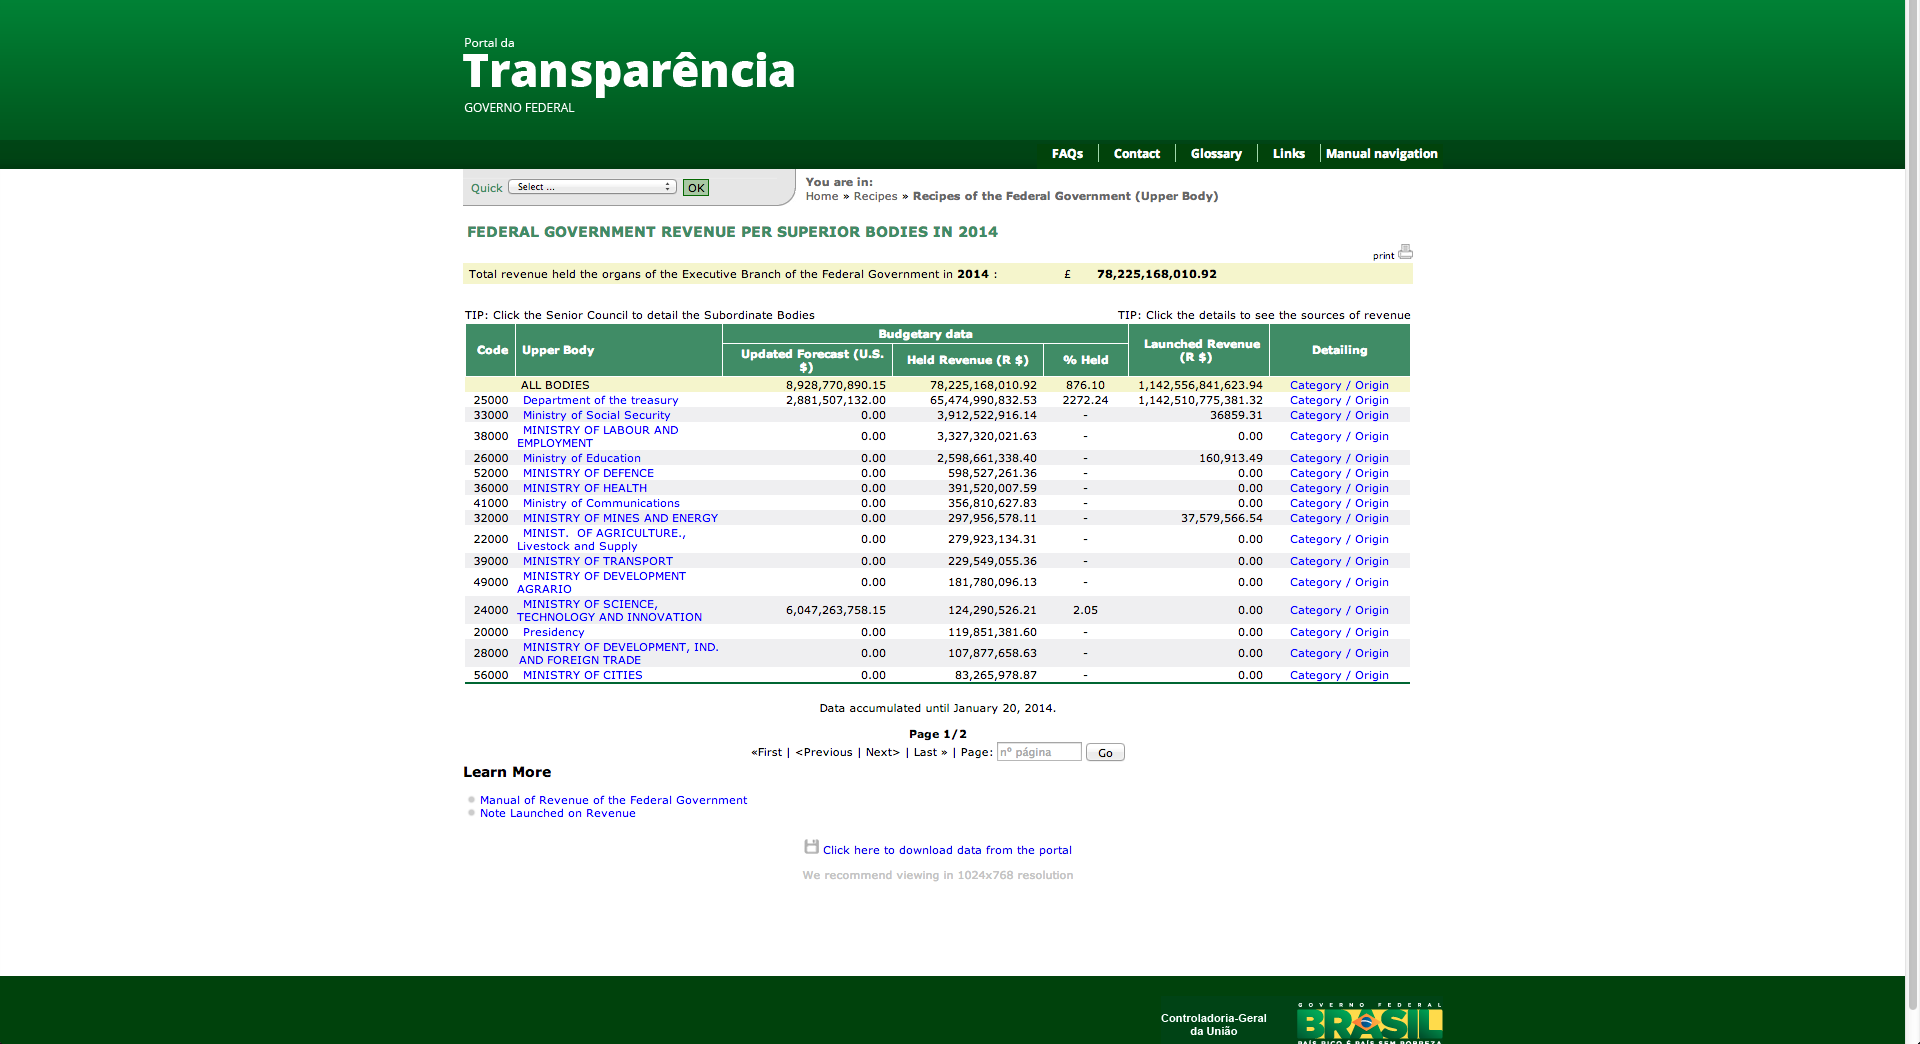 Portal da
Transparência
GOVERNO FEDERAL
FAQs Contact Glossary Links Manual navigation
Quick Select ... OK
You are in:
Home » Recipes » Recipes of the Federal Government (Upper Body)
FEDERAL GOVERNMENT REVENUE PER SUPERIOR BODIES IN 2014
print
Total revenue held the organs of the Executive Branch of the Federal Government in 2014 : £ 78,225,168,010.92
TIP: Click the Senior Council to detail the Subordinate Bodies TIP: Click the details to see the sources of revenue
Code Upper Body Budgetary data Launched Revenue (R $) Detailing
Updated Forecast (U.S. $) Held Revenue (R $) % Held
ALL BODIES 8,928,770,890.15 78,225,168,010.92 876.10 1,142,556,841,623.94 Category / Origin
25000 Department of the treasury 2,881,507,132.00 65,474,990,832.53 2272.24 1,142,510,775,381.32 Category / Origin
33000 Ministry of Social Security 0.00 3,912,522,916.14 - 36859.31 Category / Origin
38000 MINISTRY OF LABOUR AND EMPLOYMENT 0.00 3,327,320,021.63 - 0.00 Category / Origin
26000 Ministry of Education 0.00 2,598,661,338.40 - 160,913.49 Category / Origin
52000 MINISTRY OF DEFENCE 0.00 598,527,261.36 - 0.00 Category / Origin
36000 MINISTRY OF HEALTH 0.00 391,520,007.59 - 0.00 Category / Origin
41000 Ministry of Communications 0.00 356,810,627.83 - 0.00 Category / Origin
32000 MINISTRY OF MINES AND ENERGY 0.00 297,956,578.11 - 37,579,566.54 Category / Origin
22000 MINIST. OF AGRICULTURE., Livestock and Supply 0.00 279,923,134.31 - 0.00 Category / Origin
39000 MINISTRY OF TRANSPORT 0.00 229,549,055.36 - 0.00 Category / Origin
49000 MINISTRY OF DEVELOPMENT AGRARIO 0.00 181,780,096.13 - 0.00 Category / Origin
24000 MINISTRY OF SCIENCE, TECHNOLOGY AND INNOVATION 6,047,263,758.15 124,290,526.21 2.05 0.00 Category / Origin
20000 Presidency 0.00 119,851,381.60 - 0.00 Category / Origin
28000 MINISTRY OF DEVELOPMENT, IND. AND FOREIGN TRADE 0.00 107,877,658.63 - 0.00 Category / Origin
56000 MINISTRY OF CITIES 0.00 83,265,978.87 - 0.00 Category / Origin
Data accumulated until January 20, 2014.
Page 1/2
«First | <Previous | Next> | Last » | Page: nº página Go
Learn More
Manual of Revenue of the Federal Government
Note Launched on Revenue
Click here to download data from the portal
We recommend viewing in 1024x768 resolution
Controladoria-Geral
da União
GOVERNO FEDERAL
BRASIL
PAÍS RICO É PAÍS SEM POBREZA